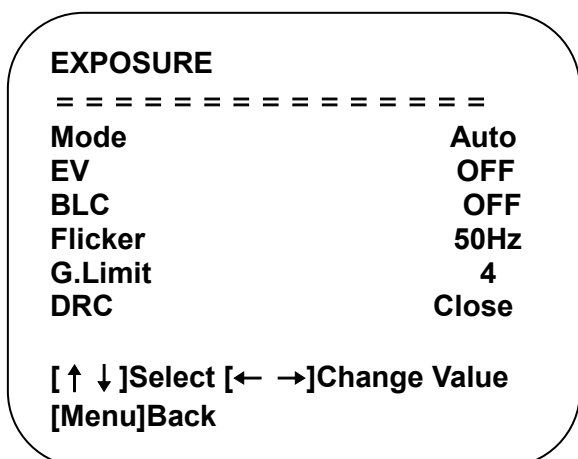 EXPOSURE
= = = = = = = = = = = = = = =
Mode Auto
EV OFF
BLC OFF
Flicker 50Hz
G.Limit 4
DRC Close
[↑ ↓]Select [← →]Change Value
[Menu]Back